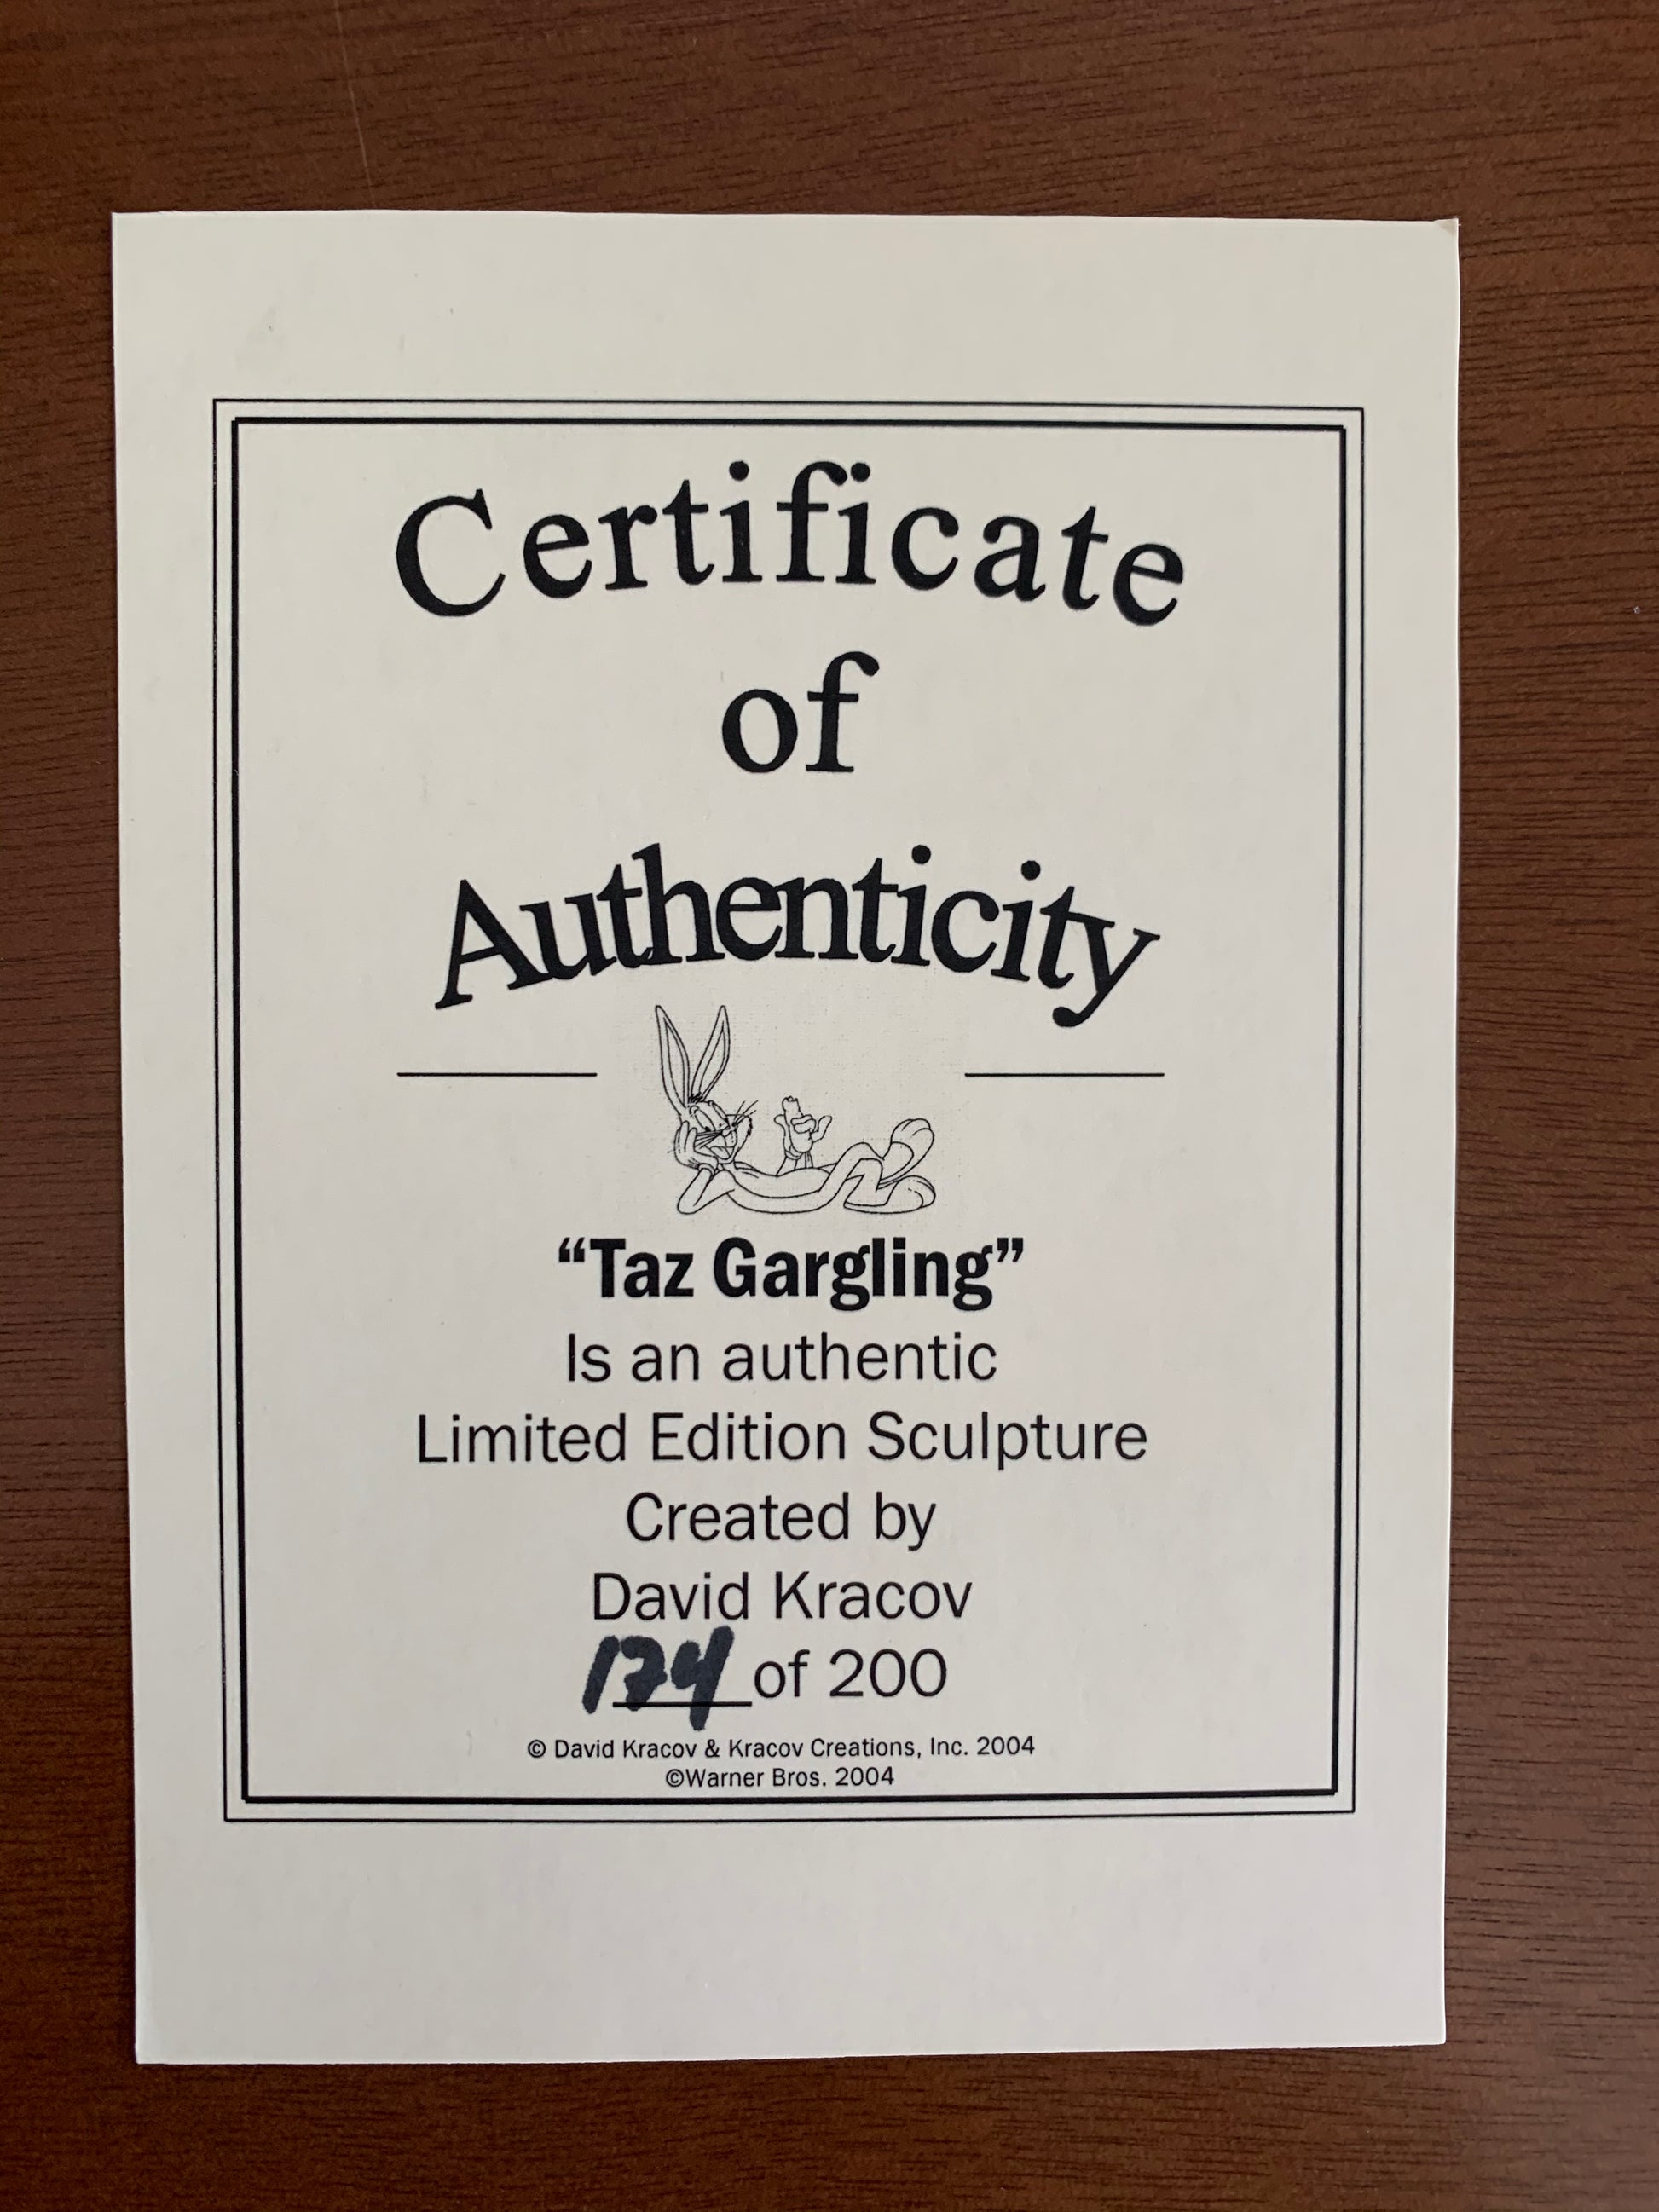 Certificate
of
Authenticity
“Taz Gargling”
Is an authentic
Limited Edition Sculpture
Created by
David Kracov
174 of 200
© David Kracov & Kracov Creations, Inc. 2004
©Warner Bros. 2004